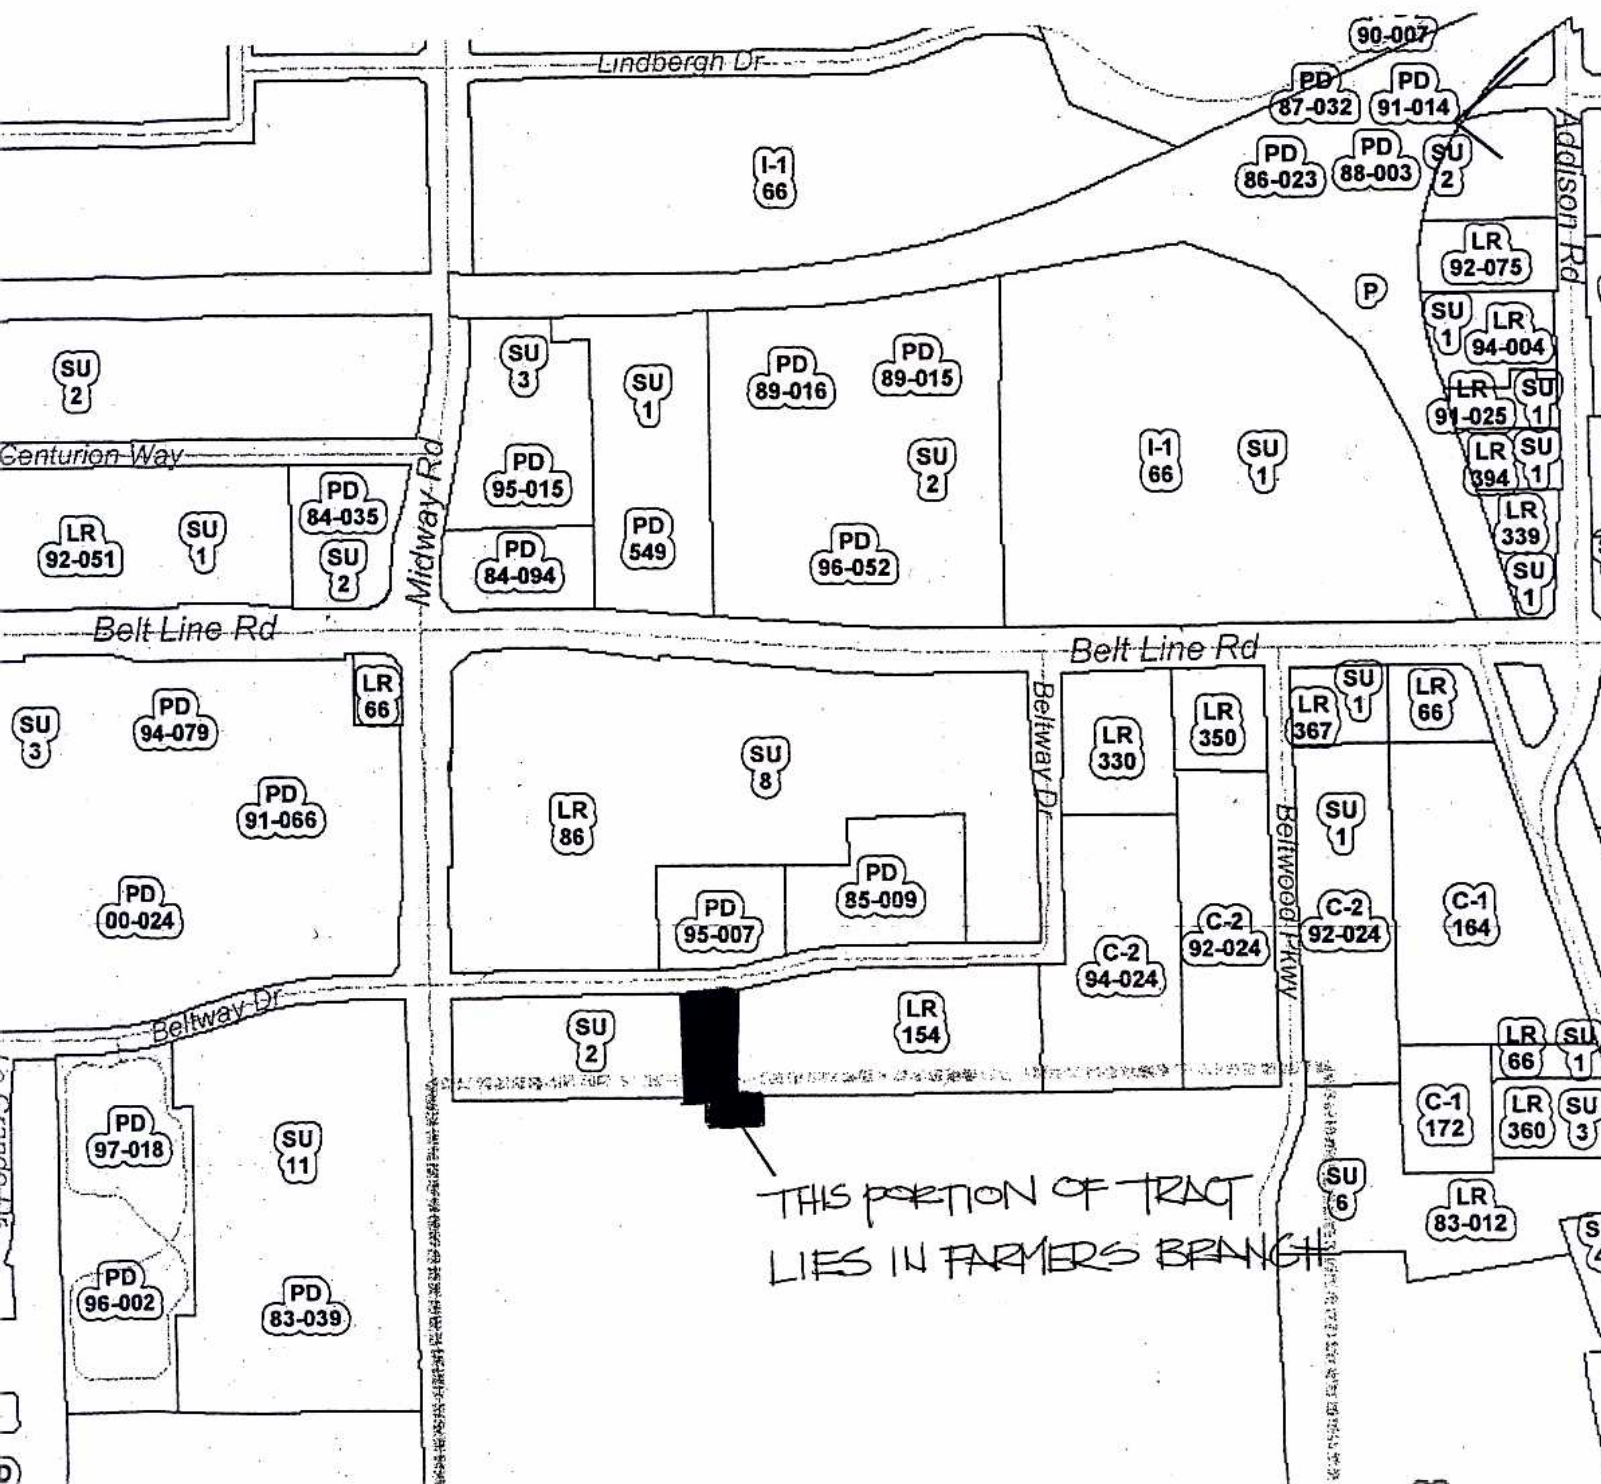 90-007
Lindbergh Dr
PD
87-032
PD
91-014
I-1
66
PD
86-023
PD
88-003
SU
2
Addison Rd
LR
92-075
P
SU
1
LR
94-004
SU
2
SU
3
SU
1
PD
89-016
PD
89-015
LR
91-025
SU
1
Centurion Way
Midway Rd
PD
95-015
SU
2
I-1
66
SU
1
LR
394
SU
1
PD
84-035
LR
92-051
SU
1
SU
2
PD
84-094
PD
549
PD
96-052
LR
339
SU
1
Belt Line Rd
Belt Line Rd
LR
66
SU
3
PD
94-079
SU
8
Beltway Dr
LR
330
LR
350
LR
367
SU
1
LR
66
PD
91-066
LR
86
SU
1
Beltwood Pkwy
PD
00-024
PD
95-007
PD
85-009
C-2
94-024
C-2
92-024
C-2
92-024
C-1
164
Beltway Dr
SU
2
LR
154
LR
66
SU
1
PD
97-018
SU
11
C-1
172
LR
360
SU
3
THIS PORTION OF TRACT
LIES IN FARMERS BRANCH
SU
6
LR
83-012
PD
96-002
PD
83-039